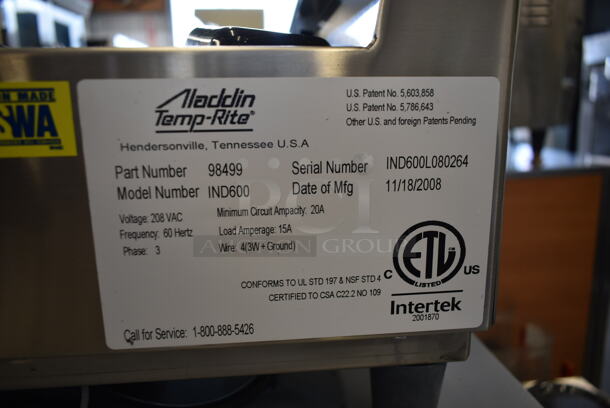 Aladdin
Temp-Rite®
Hendersonville, Tennessee U.S.A
U.S. Patent No. 5,603,858
U.S. Patent No. 5,786,643
Other U.S. and foreign Patents Pending
Part Number 98499
Serial Number IND600L080264
Model Number IND600
Date of Mfg 11/18/2008
Voltage: 208 VAC
Minimum Circuit Ampacity: 20A
Frequency: 60 Hertz
Load Amperage: 15A
Phase: 3
Wire: 4(3W+Ground)
CONFORMS TO UL STD 197 & NSF STD 4
CERTIFIED TO CSA C22.2 NO 109
C ETL US
LISTED
Intertek
2001870
Call for Service: 1-800-888-5426
MADE
WA